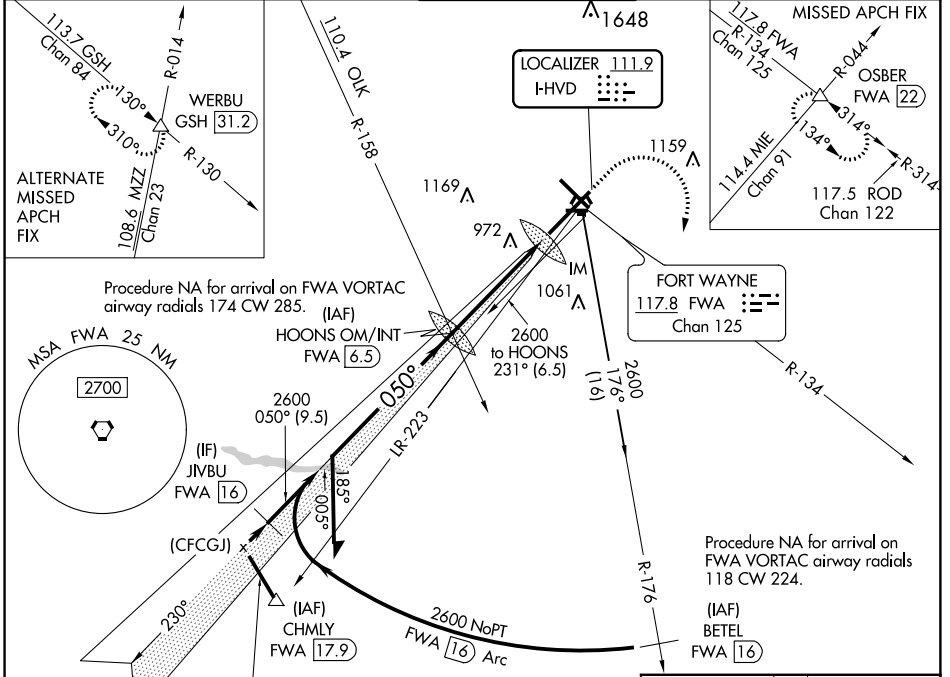 113.7 GSH
Chan 84
R-014
130°
310°
WERBU
GSH 31.2
R-130
ALTERNATE
MISSED
APCH
FIX
108.6 MZZ
Chan 23
110.4 OLK
R-158
1648
LOCALIZER 111.9
I-HVD
MISSED APCH FIX
117.8 FWA
R-134
Chan 125
R-044
OSBER
FWA 22
314°
134°
R-314
114.4 MIE
Chan 91
117.5 ROD
Chan 122
1159
1169
972
IM
1061
FORT WAYNE
117.8 FWA
Chan 125
R-134
Procedure NA for arrival on FWA VORTAC
airway radials 174 CW 285.
(IAF)
HOONS OM/INT
FWA 6.5
2600
to HOONS
231° (6.5)
MSA FWA 25 NM
2700
2600
050° (9.5)
050°
LR-223
2600
176°
(16)
(IF)
JIVBU
FWA 16
185°
005°
(CFCGJ) x
230°
(IAF)
CHMLY
FWA 17.9
2600 NoPT
FWA 16 Arc
R-176
Procedure NA for arrival on
FWA VORTAC airway radials
118 CW 224.
(IAF)
BETEL
FWA 16